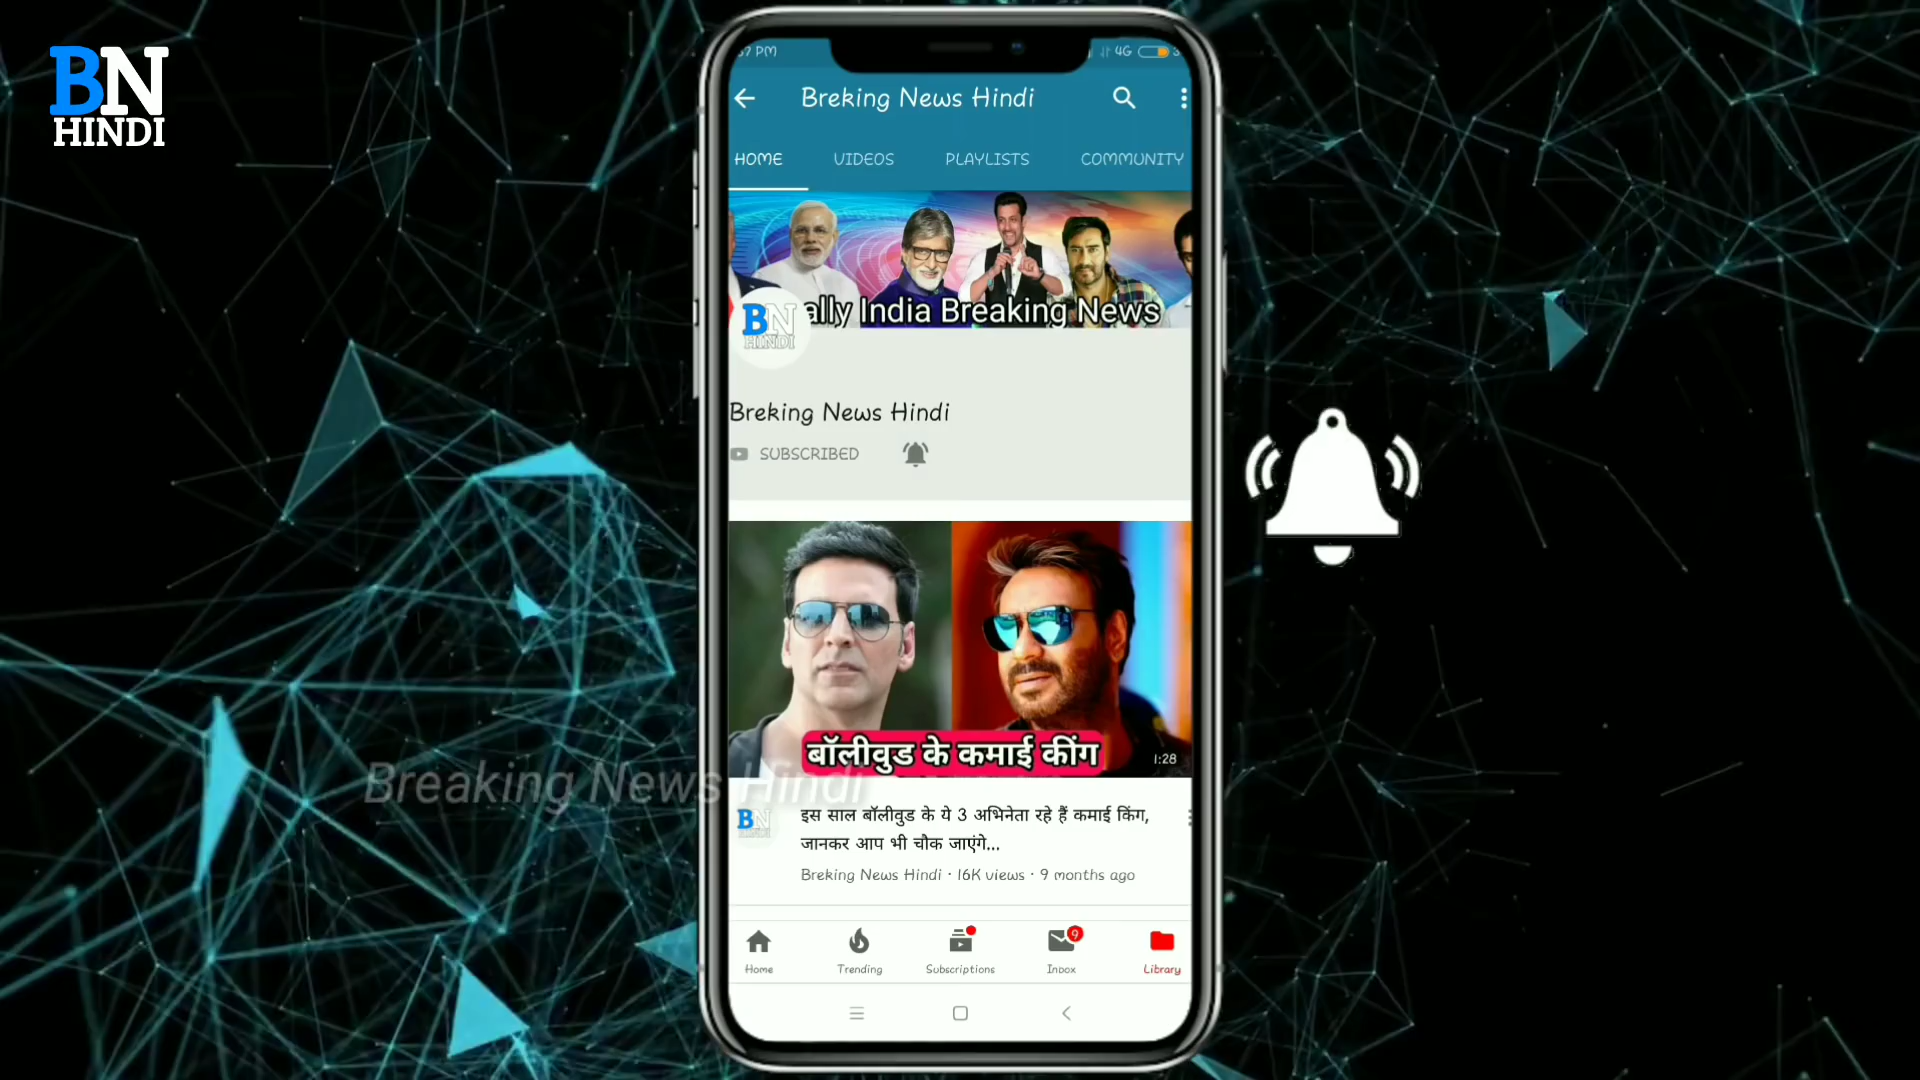 BN
HINDI
7 PM
4G
Breking News Hindi
HOME VIDEOS PLAYLISTS COMMUNITY
ally India Breaking News
BN
HINDI
Breking News Hindi
SUBSCRIBED
बॉलीवुड के कमाई कींग
1:28
Breaking News Hindi
BN
HINDI
इस साल बॉलीवुड के ये 3 अभिनेता रहे हैं कमाई किंग,
जानकर आप भी चौक जाएंगे...
Breking News Hindi · 16K views · 9 months ago
9
Home Trending Subscriptions Inbox Library